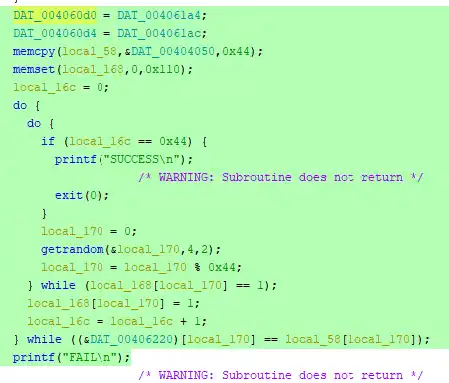 DAT_004060d0 = DAT_004061a4;
DAT_004060d4 = DAT_004061ac;
memcpy(local_58,&DAT_00404050,0x44);
memset(local_168,0,0x110);
local_16c = 0;
do {
do {
if (local_16c == 0x44) {
printf("SUCCESS\n");
/* WARNING: Subroutine does not return */
exit(0);
}
local_170 = 0;
getrandom(&local_170,4,2);
local_170 = local_170 % 0x44;
} while (local_168[local_170] == 1);
local_168[local_170] = 1;
local_16c = local_16c + 1;
} while ((&DAT_00406220)[local_170] == local_58[local_170]);
printf("FAIL\n");
/* WARNING: Subroutine does not return */